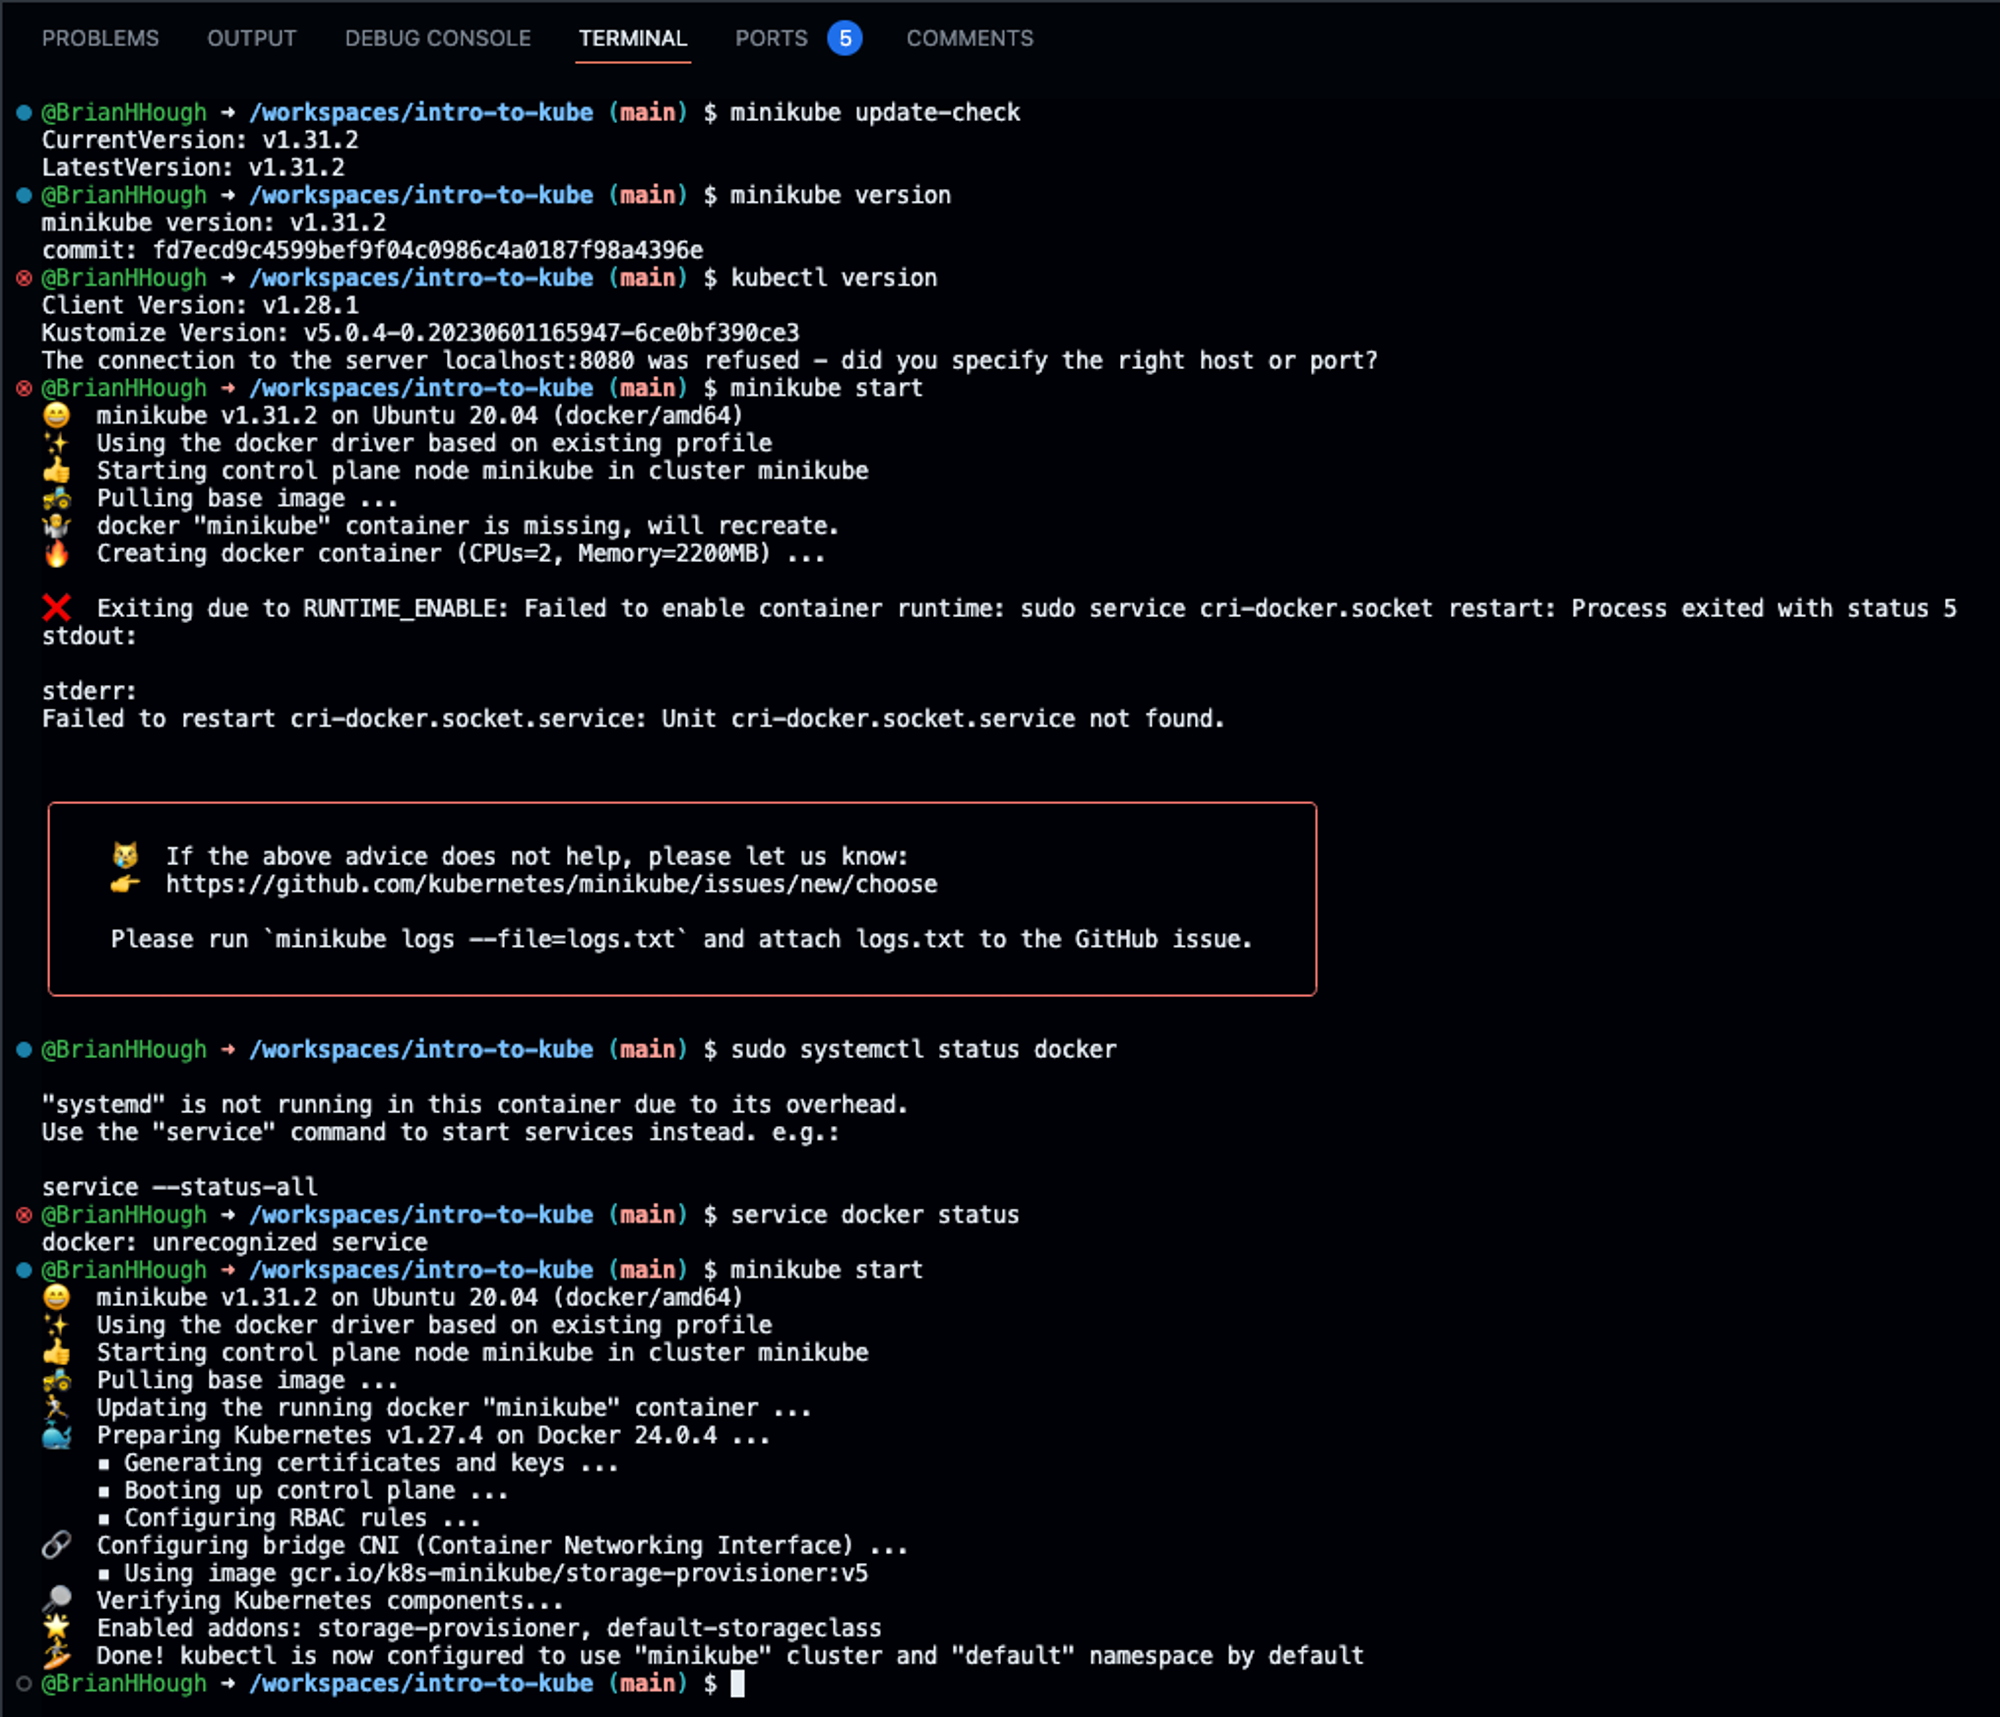 PROBLEMS OUTPUT DEBUG CONSOLE TERMINAL PORTS 5 COMMENTS
@BrianHHough → /workspaces/intro-to-kube (main) $ minikube update-check
CurrentVersion: v1.31.2
LatestVersion: v1.31.2
@BrianHHough → /workspaces/intro-to-kube (main) $ minikube version
minikube version: v1.31.2
commit: fd7ecd9c4599bef9f04c0986c4a0187f98a4396e
@BrianHHough → /workspaces/intro-to-kube (main) $ kubectl version
Client Version: v1.28.1
Kustomize Version: v5.0.4-0.20230601165947-6ce0bf390ce3
The connection to the server localhost:8080 was refused - did you specify the right host or port?
@BrianHHough → /workspaces/intro-to-kube (main) $ minikube start
😄 minikube v1.31.2 on Ubuntu 20.04 (docker/amd64)
✨ Using the docker driver based on existing profile
👍 Starting control plane node minikube in cluster minikube
🚜 Pulling base image ...
🤷 docker "minikube" container is missing, will recreate.
🔥 Creating docker container (CPUs=2, Memory=2200MB) ...
❌ Exiting due to RUNTIME_ENABLE: Failed to enable container runtime: sudo service cri-docker.socket restart: Process exited with status 5
stdout:
stderr:
Failed to restart cri-docker.socket.service: Unit cri-docker.socket.service not found.
😿 If the above advice does not help, please let us know:
👉 https://github.com/kubernetes/minikube/issues/new/choose
Please run `minikube logs --file=logs.txt` and attach logs.txt to the GitHub issue.
@BrianHHough → /workspaces/intro-to-kube (main) $ sudo systemctl status docker
"systemd" is not running in this container due to its overhead.
Use the "service" command to start services instead. e.g.:
service --status-all
@BrianHHough → /workspaces/intro-to-kube (main) $ service docker status
docker: unrecognized service
@BrianHHough → /workspaces/intro-to-kube (main) $ minikube start
😄 minikube v1.31.2 on Ubuntu 20.04 (docker/amd64)
✨ Using the docker driver based on existing profile
👍 Starting control plane node minikube in cluster minikube
🚜 Pulling base image ...
🏃 Updating the running docker "minikube" container ...
🐳 Preparing Kubernetes v1.27.4 on Docker 24.0.4 ...
▪ Generating certificates and keys ...
▪ Booting up control plane ...
▪ Configuring RBAC rules ...
🔗 Configuring bridge CNI (Container Networking Interface) ...
▪ Using image gcr.io/k8s-minikube/storage-provisioner:v5
🔎 Verifying Kubernetes components...
🌟 Enabled addons: storage-provisioner, default-storageclass
🏄 Done! kubectl is now configured to use "minikube" cluster and "default" namespace by default
@BrianHHough → /workspaces/intro-to-kube (main) $